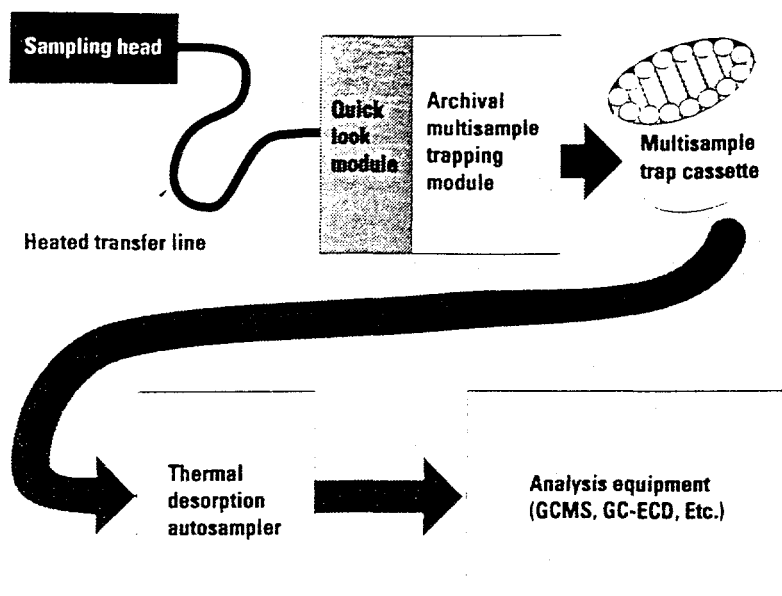 Sampling head
Quick
look
module
Archival
multisample
trapping
module
Multisample
trap cassette
Heated transfer line
Thermal
desorption
autosampler
Analysis equipment
(GCMS, GC-ECD, Etc.)